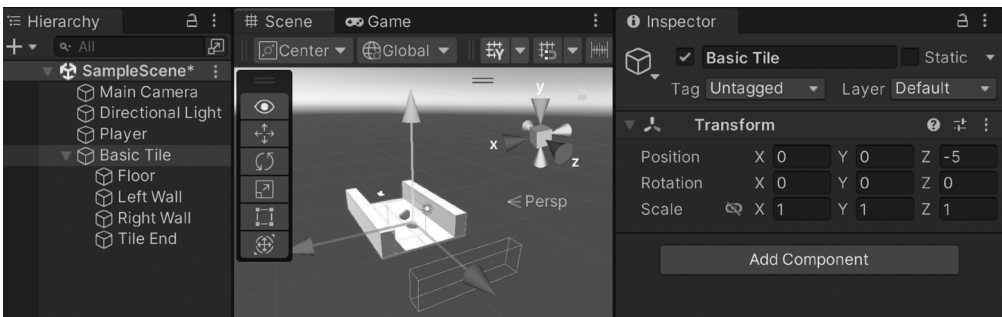 Hierarchy
All
SampleScene*
Main Camera
Directional Light
Player
Basic Tile
Floor
Left Wall
Right Wall
Tile End
Scene
Game
Center
Global
y
x
z
Persp
Inspector
Basic Tile
Static
Tag Untagged
Layer Default
Transform
Position X 0 Y 0 Z -5
Rotation X 0 Y 0 Z 0
Scale X 1 Y 1 Z 1
Add Component